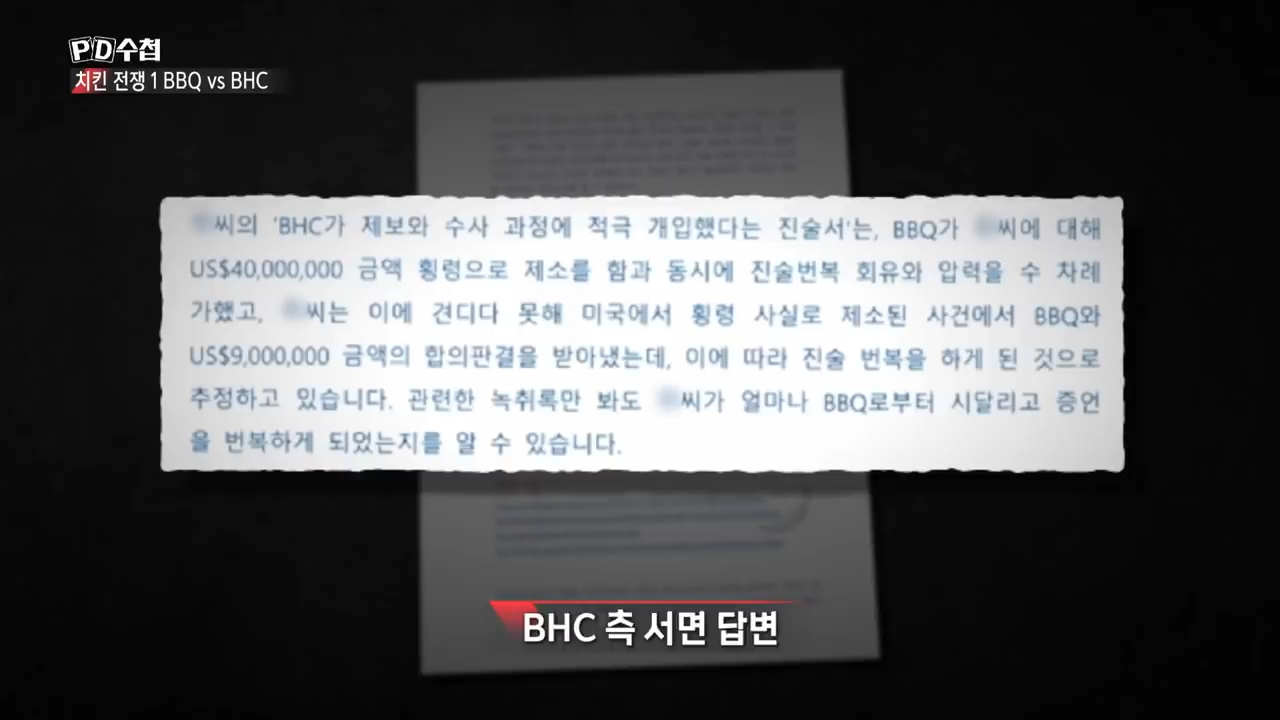 PD수첩
치킨 전쟁 1 BBQ vs BHC
씨의 'BHC가 제보와 수사 과정에 적극 개입했다는 진술서'는, BBQ가 씨에 대해
US$40,000,000 금액 횡령으로 제소를 함과 동시에 진술번복 회유와 압력을 수 차례
가했고, 씨는 이에 견디다 못해 미국에서 횡령 사실로 제소된 사건에서 BBQ와
US$9,000,000 금액의 합의판결을 받아냈는데, 이에 따라 진술 번복을 하게 된 것으로
추정하고 있습니다. 관련한 녹취록만 봐도 씨가 얼마나 BBQ로부터 시달리고 증언
을 번복하게 되었는지를 알 수 있습니다.
BHC 측 서면 답변